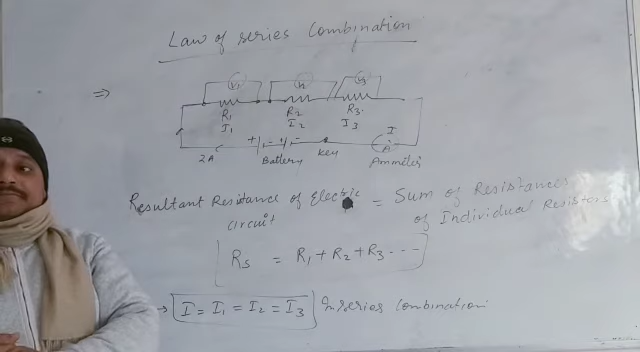 Law of series Combination
⇒
V1 V2 V3
R1 R2 R3
I1 I2 I3 I
+ - A
2A Battery Key Ammeter
Resultant Resistance of Electric = Sum of Resistances
circuit of Individual Resistors
Rs = R1 + R2 + R3 - - -
→ I = I1 = I2 = I3 In series Combination